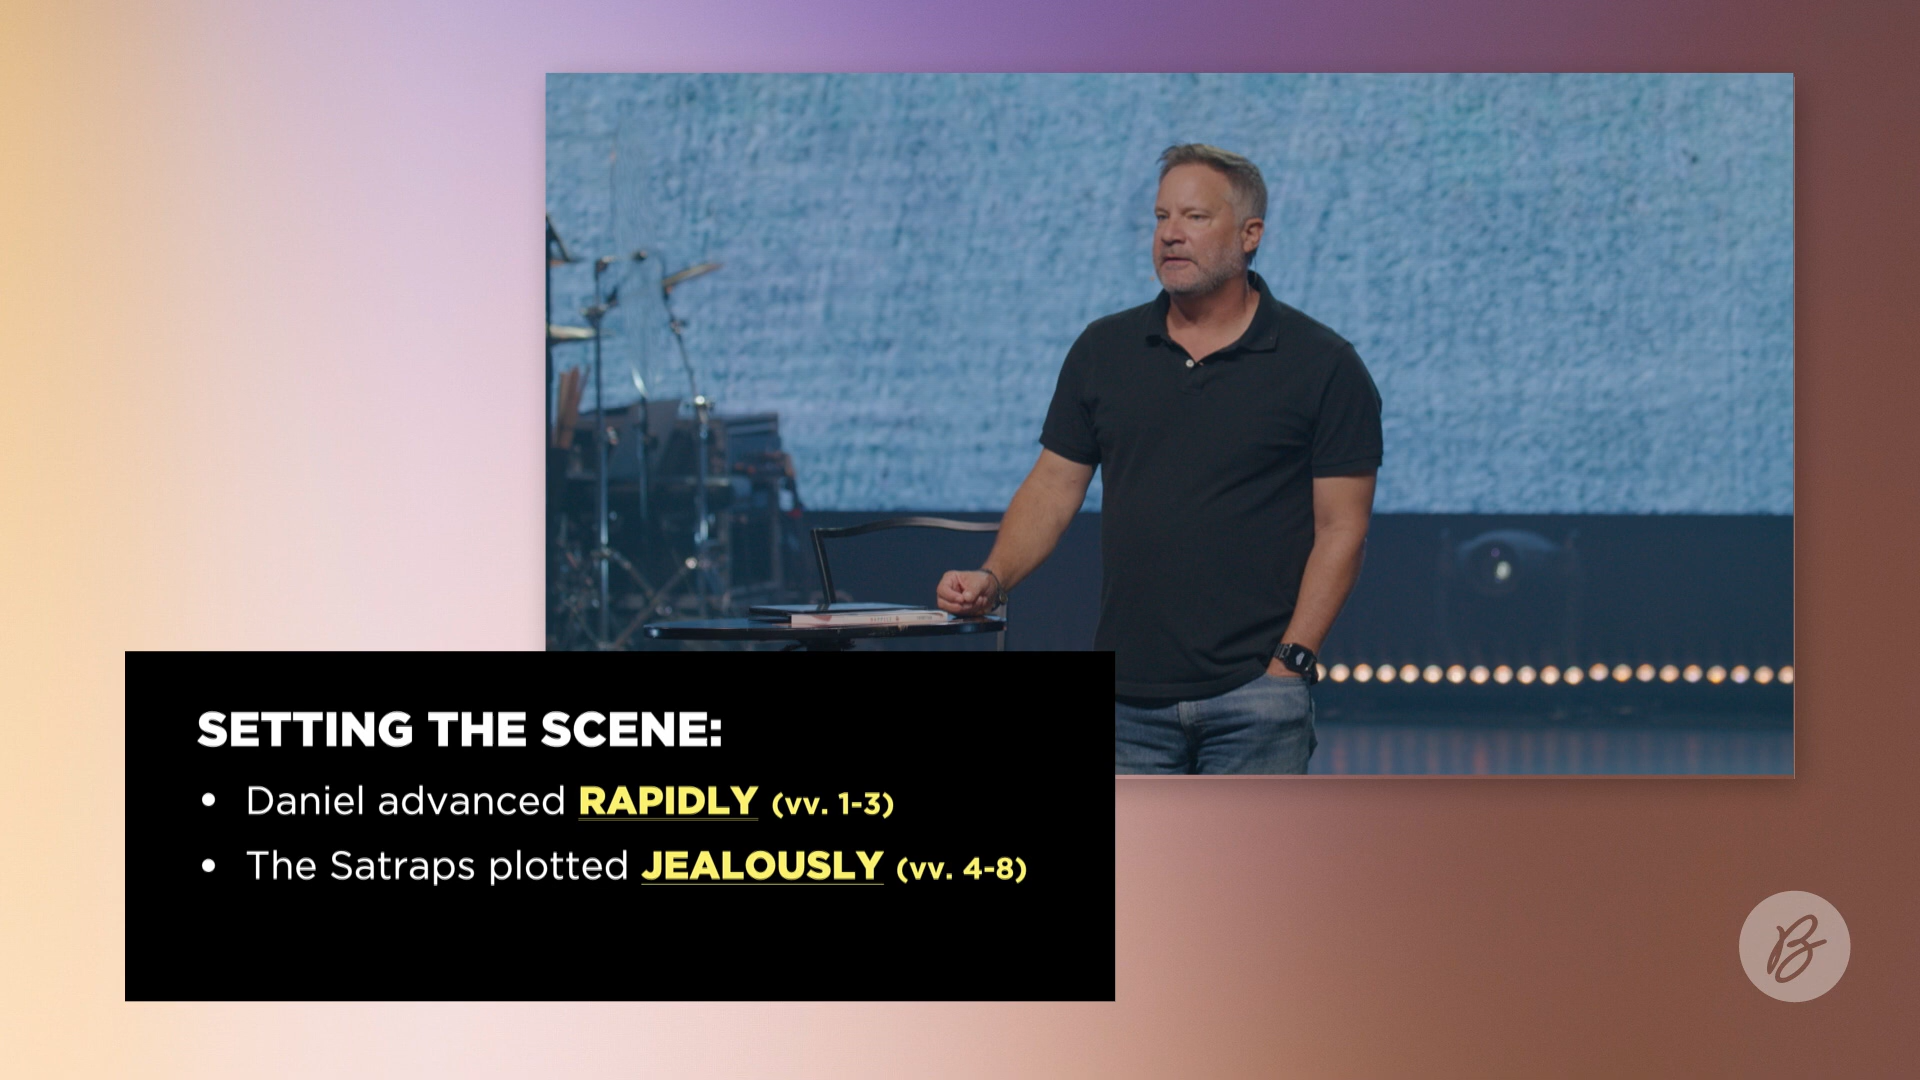 SETTING THE SCENE:
• Daniel advanced RAPIDLY (vv. 1-3)
• The Satraps plotted JEALOUSLY (vv. 4-8)
B